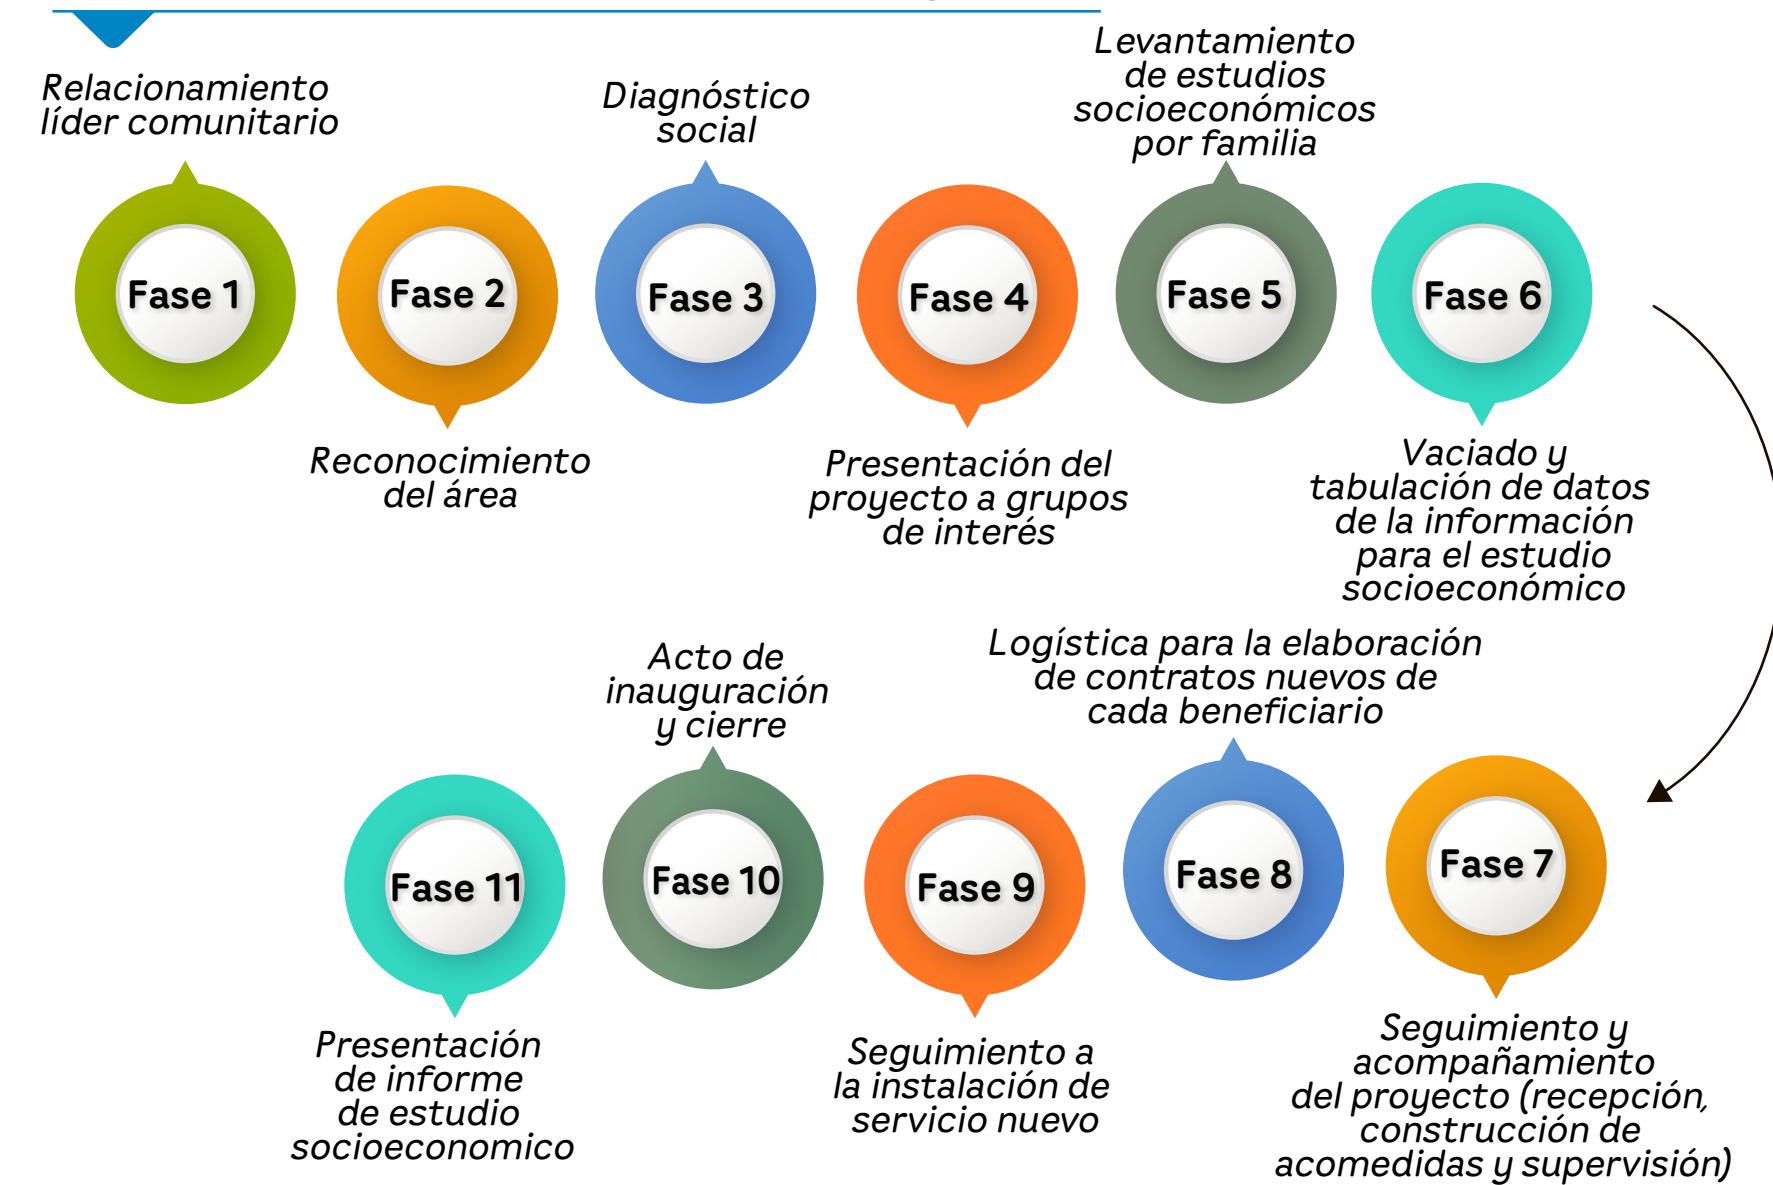 Relacionamiento
líder comunitario
Fase 1
Fase 2
Reconocimiento
del área
Diagnóstico
social
Fase 3
Fase 4
Presentación del
proyecto a grupos
de interés
Levantamiento
de estudios
socioeconómicos
por familia
Fase 5
Fase 6
Vaciado y
tabulación de datos
de la información
para el estudio
socioeconómico
Fase 7
Seguimiento y
acompañamiento
del proyecto (recepción,
construcción de
acomedidas y supervisión)
Logística para la elaboración
de contratos nuevos de
cada beneficiario
Fase 8
Fase 9
Seguimiento a
la instalación de
servicio nuevo
Acto de
inauguración
y cierre
Fase 10
Fase 11
Presentación
de informe
de estudio
socioeconomico